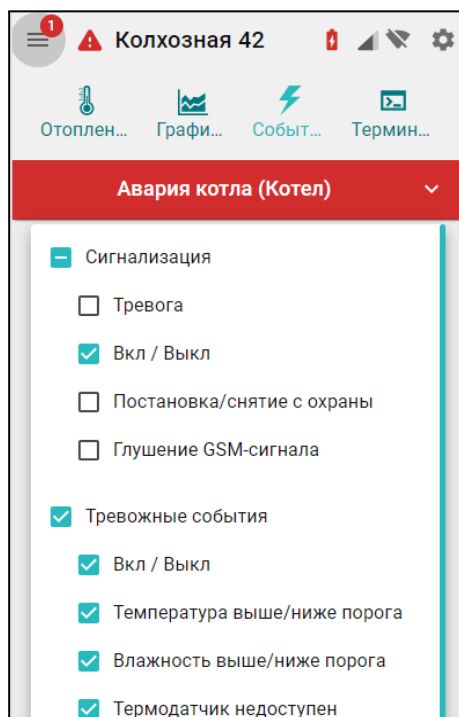 1
Колхозная 42
Отоплен... Графи... Событ... Термин...
Авария котла (Котел)
Сигнализация
Тревога
Вкл / Выкл
Постановка/снятие с охраны
Глушение GSM-сигнала
Тревожные события
Вкл / Выкл
Температура выше/ниже порога
Влажность выше/ниже порога
Термодатчик недоступен